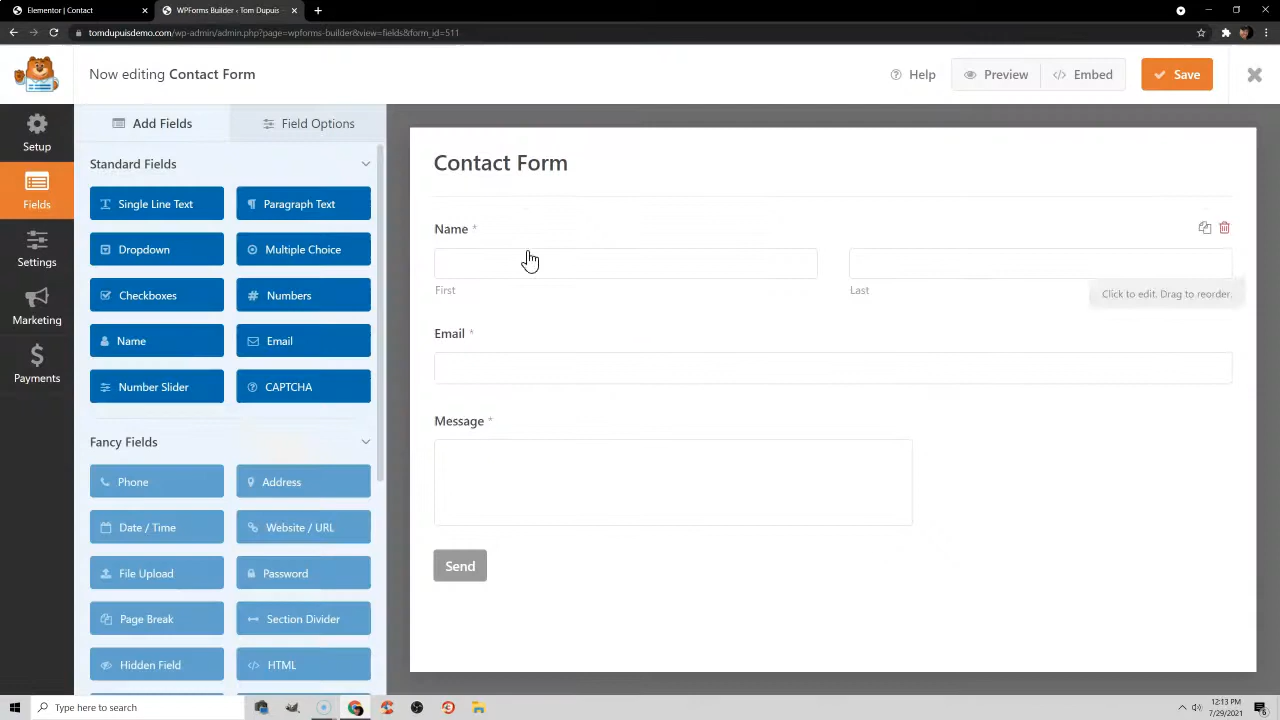 Elementor | Contact
WPForms Builder ‹ Tom Dupuis
tomdupuisdemo.com/wp-admin/admin.php?page=wpforms-builder&view=fields&form_id=511
Now editing Contact Form
Help
Preview
Embed
Save
Setup
Fields
Settings
Marketing
Payments
Add Fields
Field Options
Standard Fields
Single Line Text
Paragraph Text
Dropdown
Multiple Choice
Checkboxes
Numbers
Name
Email
Number Slider
CAPTCHA
Fancy Fields
Phone
Address
Date / Time
Website / URL
File Upload
Password
Page Break
Section Divider
Hidden Field
HTML
Contact Form
Name *
First
Last
Click to edit. Drag to reorder.
Email *
Message *
Send
Type here to search
12:13 PM
7/29/2021